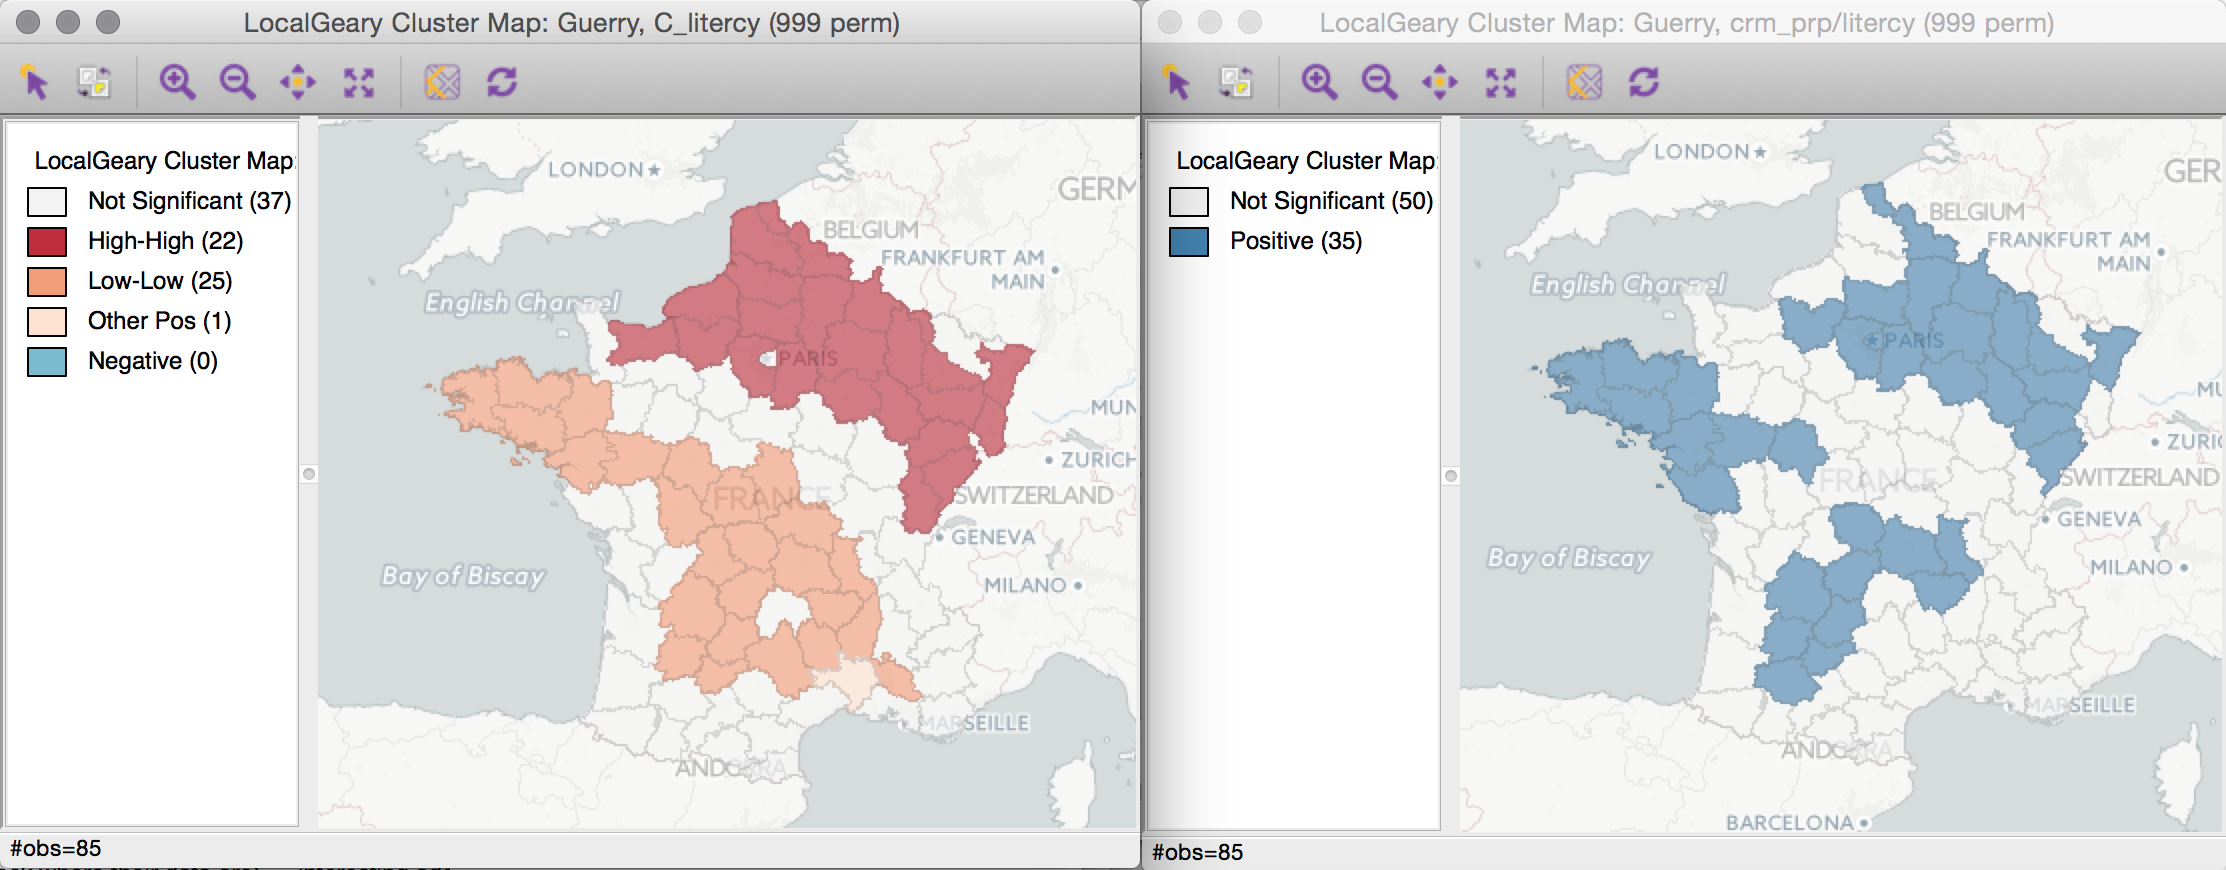 LocalGeary Cluster Map: Guerry, C_litercy (999 perm)
LocalGeary Cluster Map:
Not Significant (37)
High-High (22)
Low-Low (25)
Other Pos (1)
Negative (0)
LONDON
GERM
BELGIUM
FRANKFURT AM
MAIN
English Channel
PARIS
MUN
ZURICH
FRANCE
SWITZERLAND
GENEVA
Bay of Biscay
MILANO
MARSEILLE
ANDORRA
#obs=85
LocalGeary Cluster Map: Guerry, crm_prp/litercy (999 perm)
LocalGeary Cluster Map:
Not Significant (50)
Positive (35)
LONDON
GER
BELGIUM
FRANKFURT AM
MAIN
English Channel
PARIS
MU
ZURIC
FRANCE
SWITZERLAND
GENEVA
Bay of Biscay
MILANO
MARSEILLE
ANDORRA
BARCELONA
#obs=85